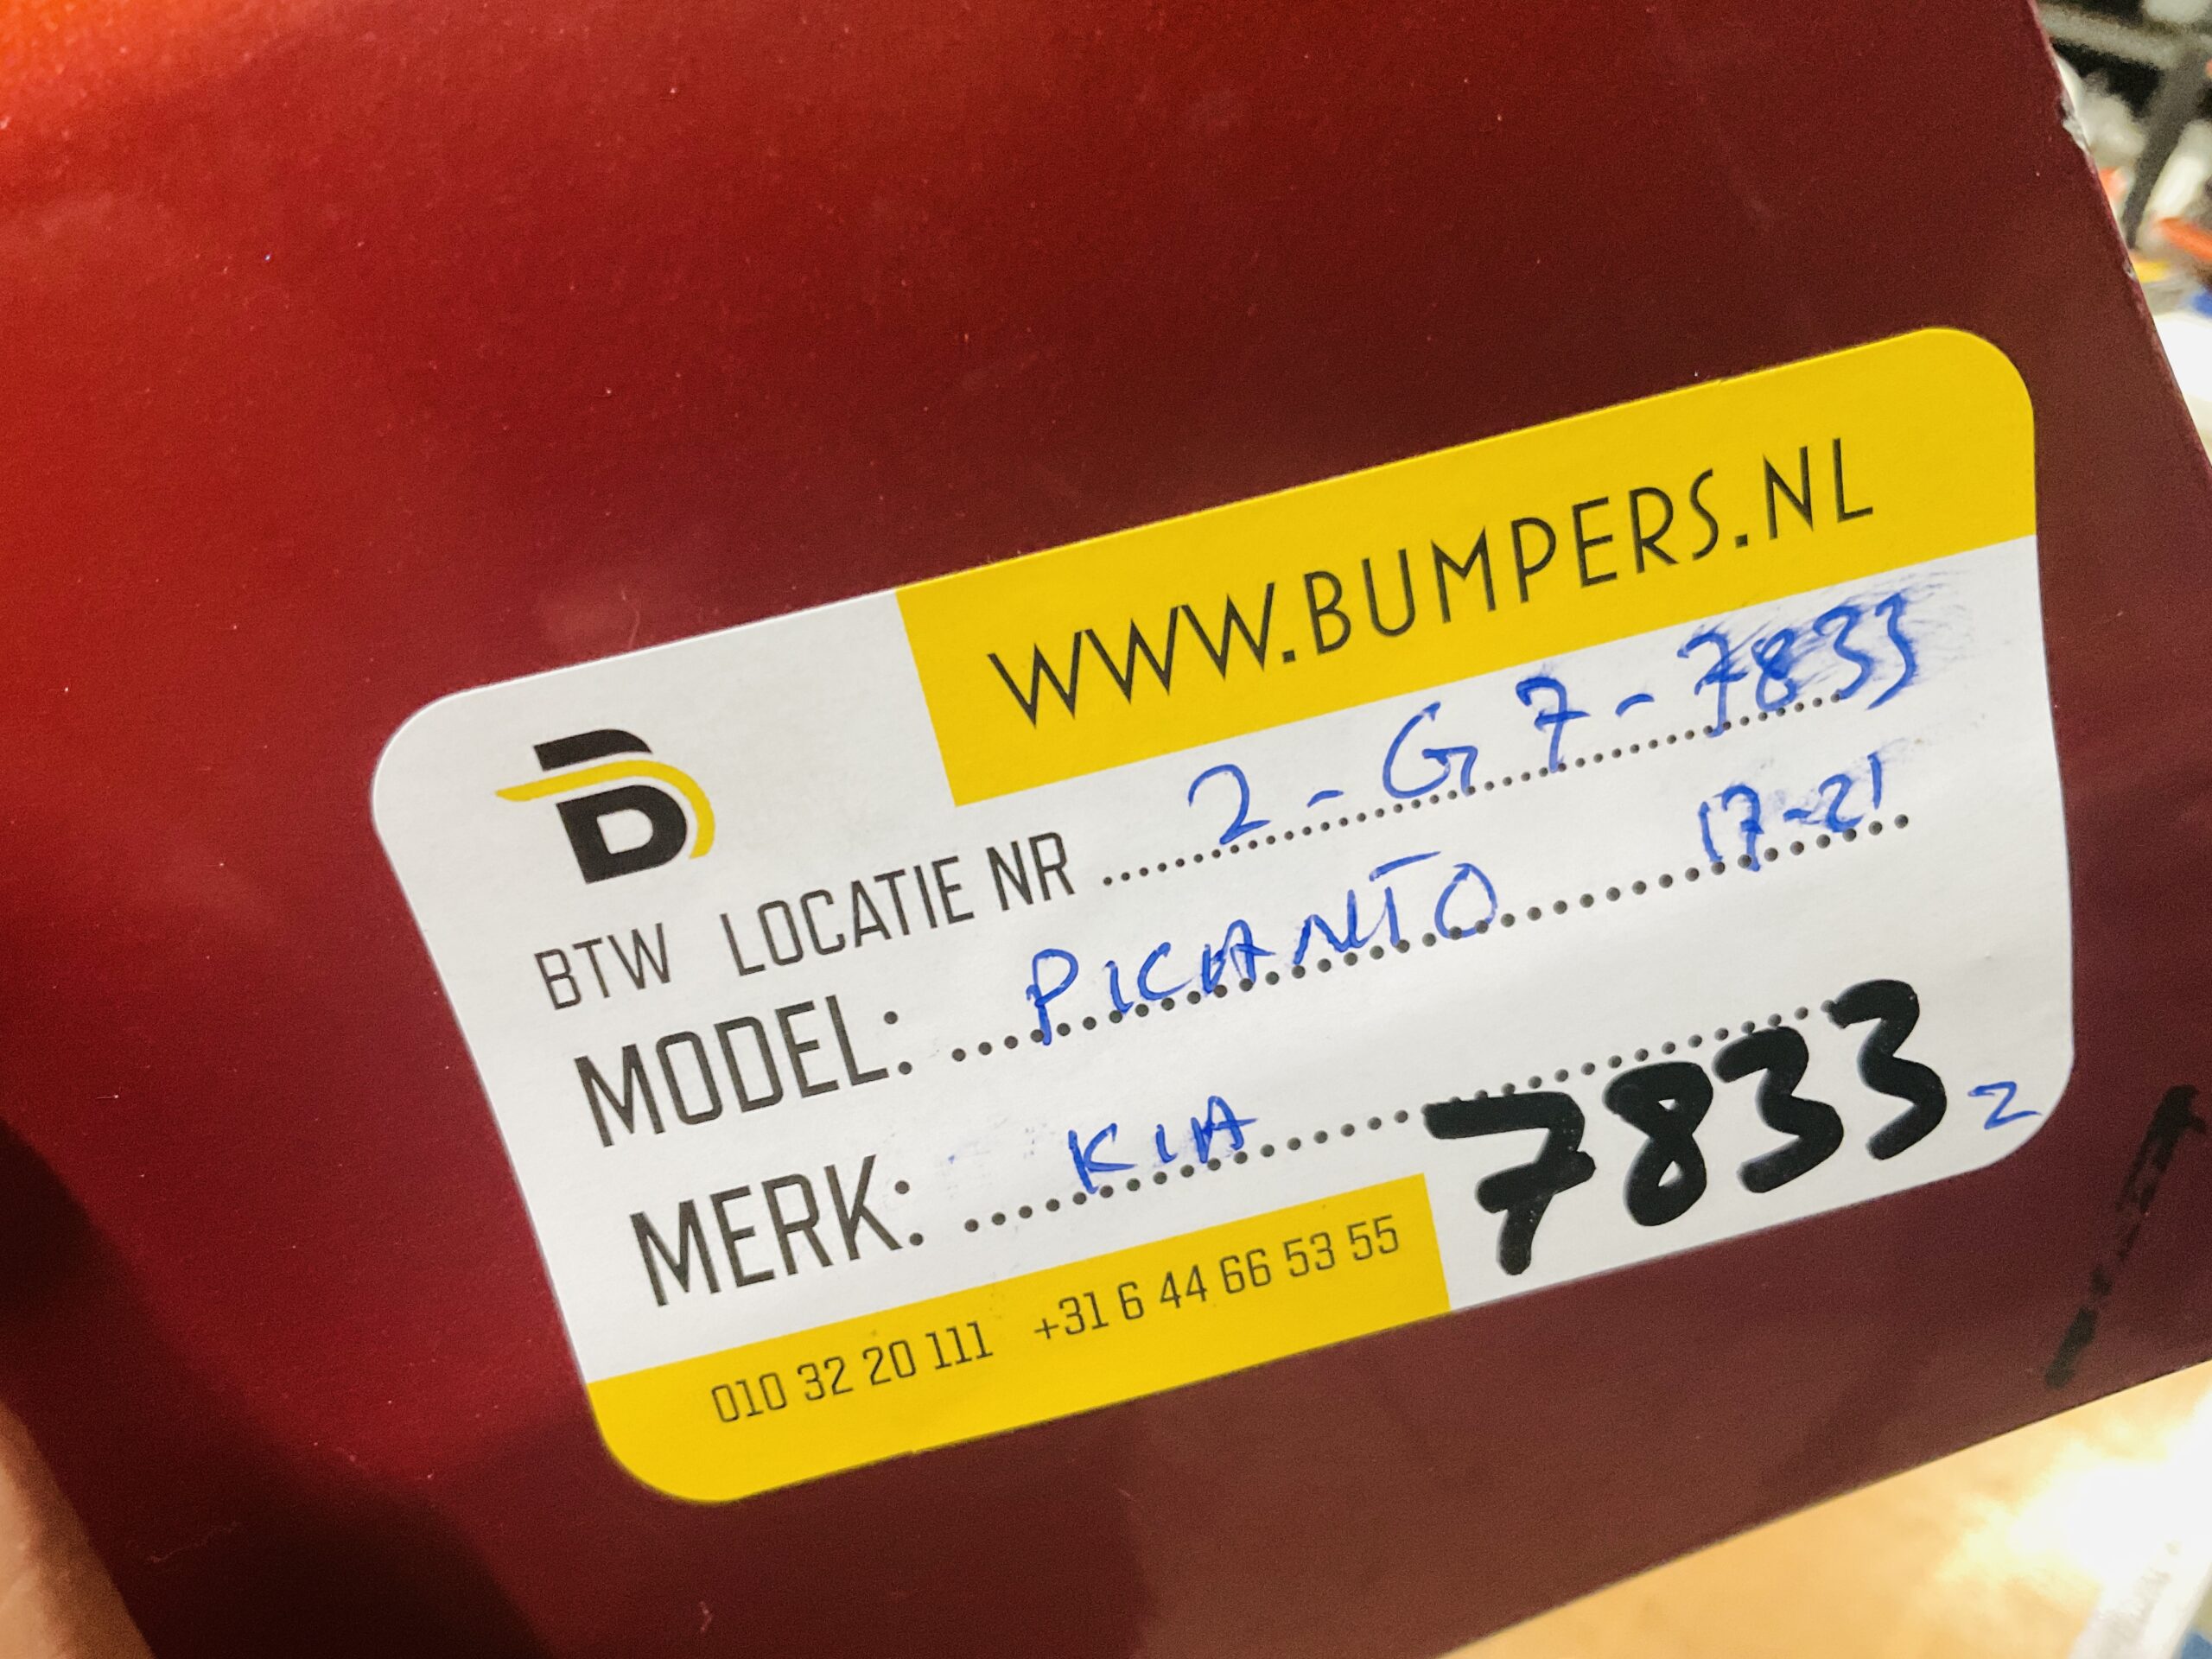 WWW.BUMPERS.NL
B
BTW LOCATIE NR 2-G7-7833
MODEL: PICANTO 17-21
MERK: KIA
7833 2
010 32 20 111 +31 6 44 66 53 55